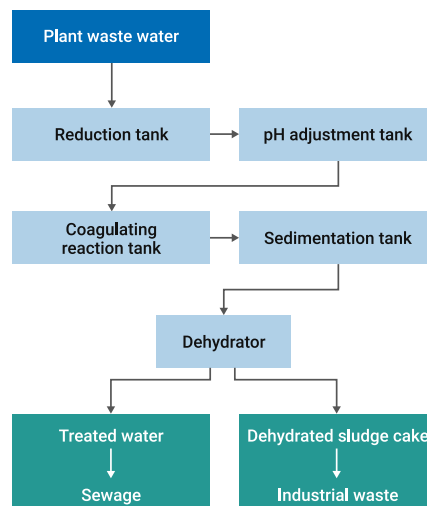 Plant waste water
Reduction tank
pH adjustment tank
Coagulating
reaction tank
Sedimentation tank
Dehydrator
Treated water
Sewage
Dehydrated sludge cake
Industrial waste